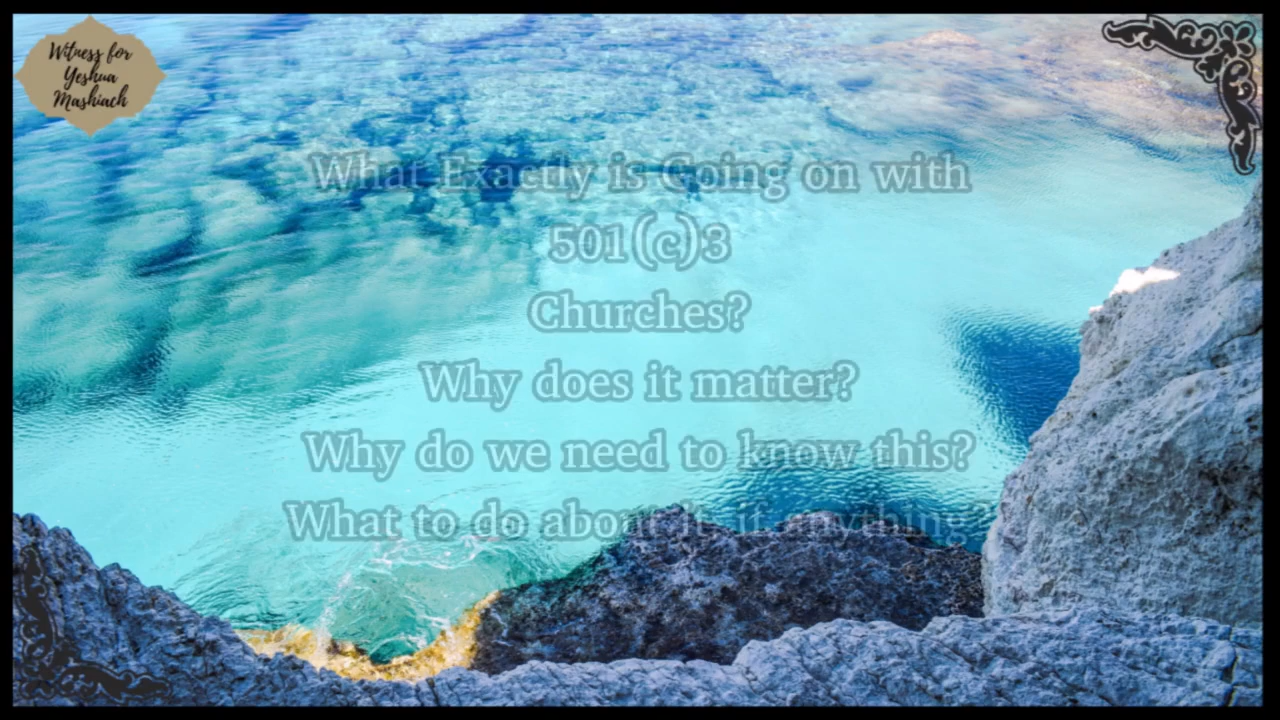 Witness for
Yeshua
Mashiach
What Exactly is Going on with
501(c)3
Churches?
Why does it matter?
Why do we need to know this?
What to do about it, if anything?